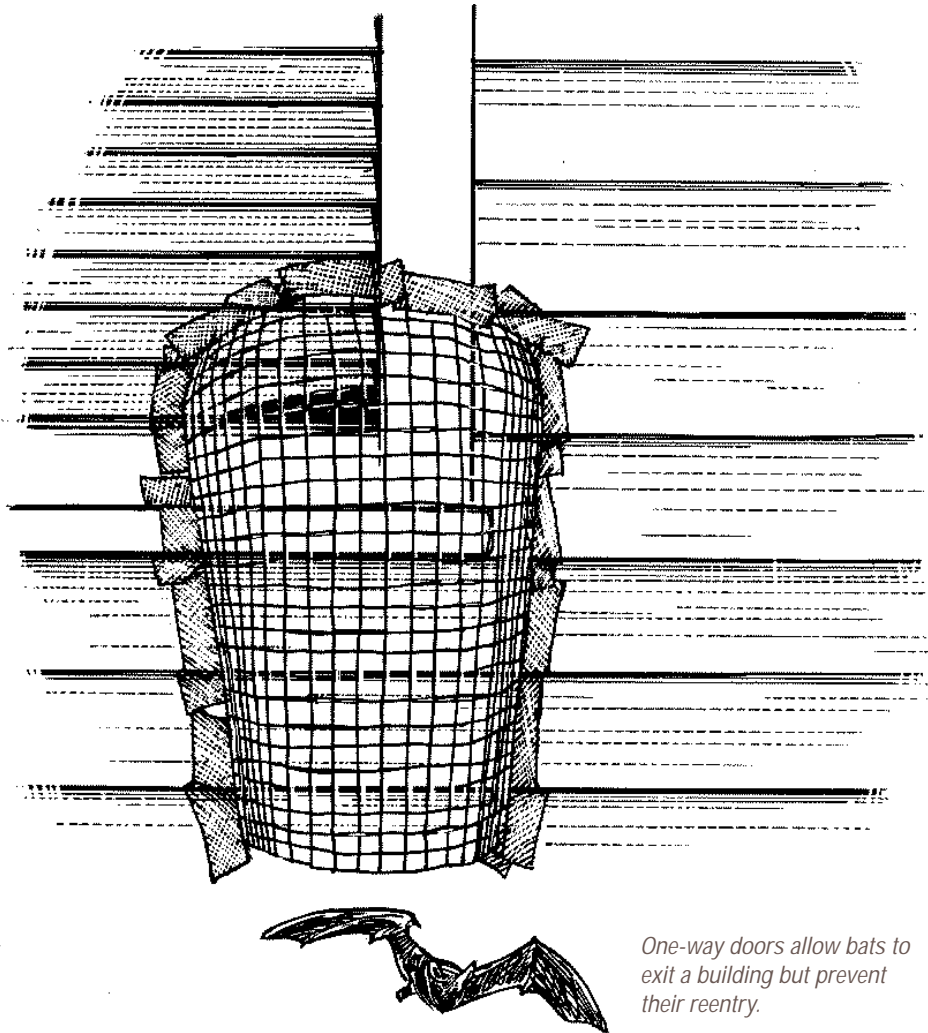 One-way doors allow bats to
exit a building but prevent
their reentry.